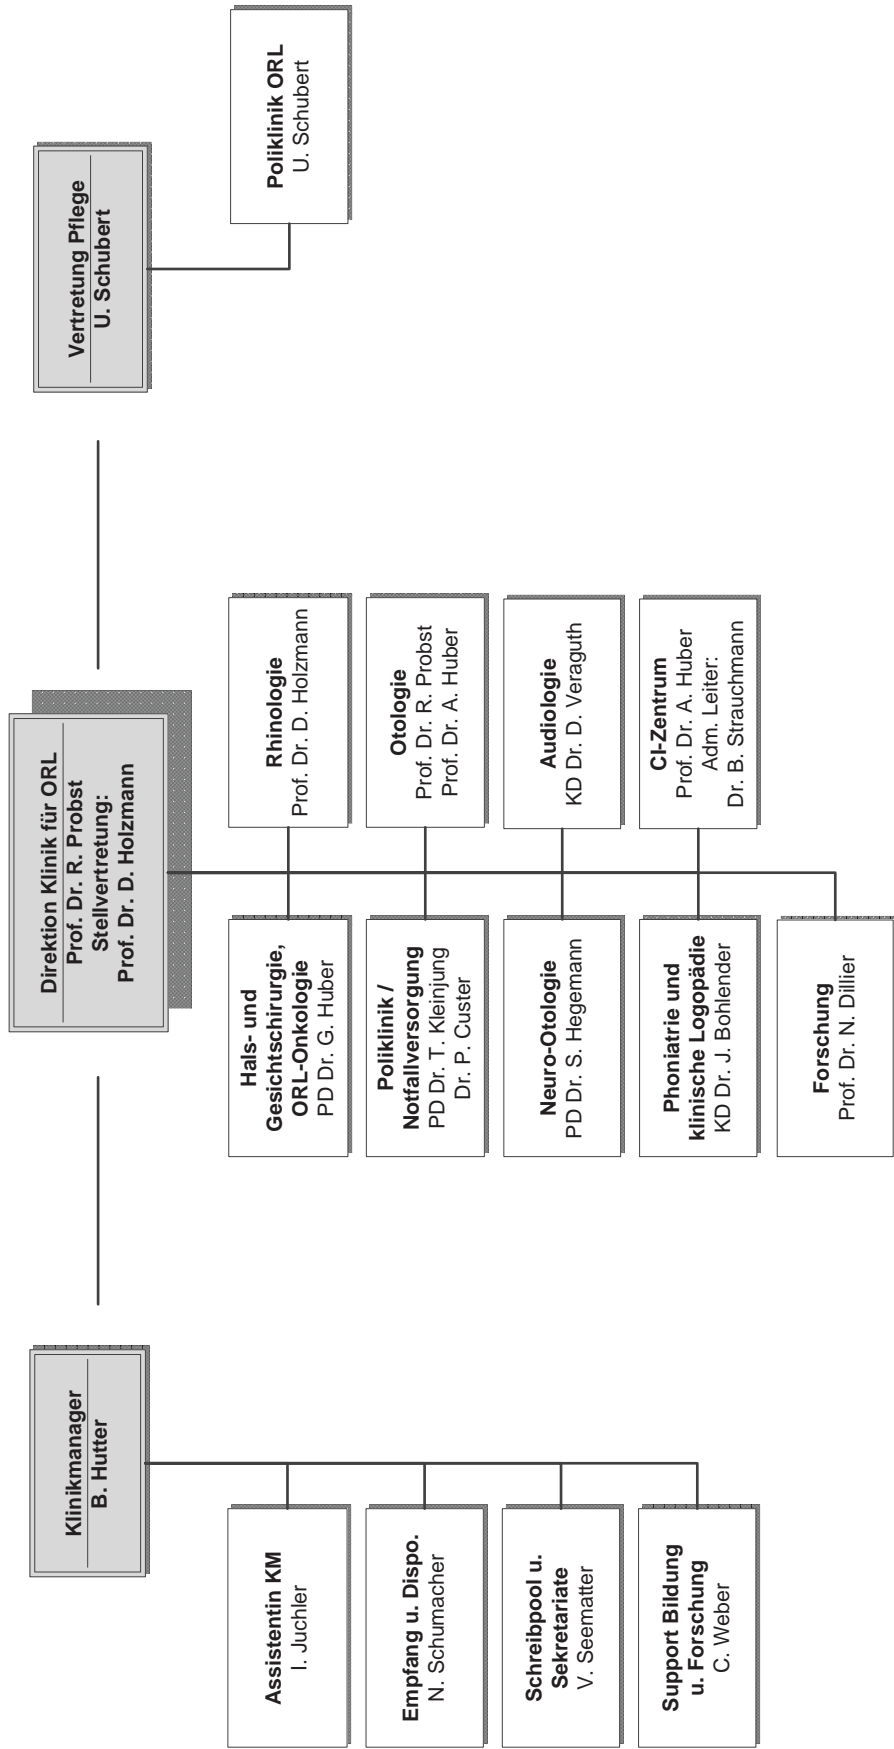 Klinikmanager
B. Hutter
Assistentin KM
I. Juchler
Empfang u. Dispo.
N. Schumacher
Schreibpool u.
Sekretariate
V. Seematter
Support Bildung
u. Forschung
C. Weber
Direktion Klinik für ORL
Prof. Dr. R. Probst
Stellvertretung:
Prof. Dr. D. Holzmann
Hals- und
Gesichtschirurgie,
ORL-Onkologie
PD Dr. G. Huber
Rhinologie
Prof. Dr. D. Holzmann
Poliklinik /
Notfallversorgung
PD Dr. T. Kleinjung
Dr. P. Custer
Otologie
Prof. Dr. R. Probst
Prof. Dr. A. Huber
Neuro-Otologie
PD Dr. S. Hegemann
Audiologie
KD Dr. D. Veraguth
Phoniatrie und
klinische Logopädie
KD Dr. J. Bohlender
CI-Zentrum
Prof. Dr. A. Huber
Adm. Leiter:
Dr. B. Strauchmann
Forschung
Prof. Dr. N. Dillier
Vertretung Pflege
U. Schubert
Poliklinik ORL
U. Schubert